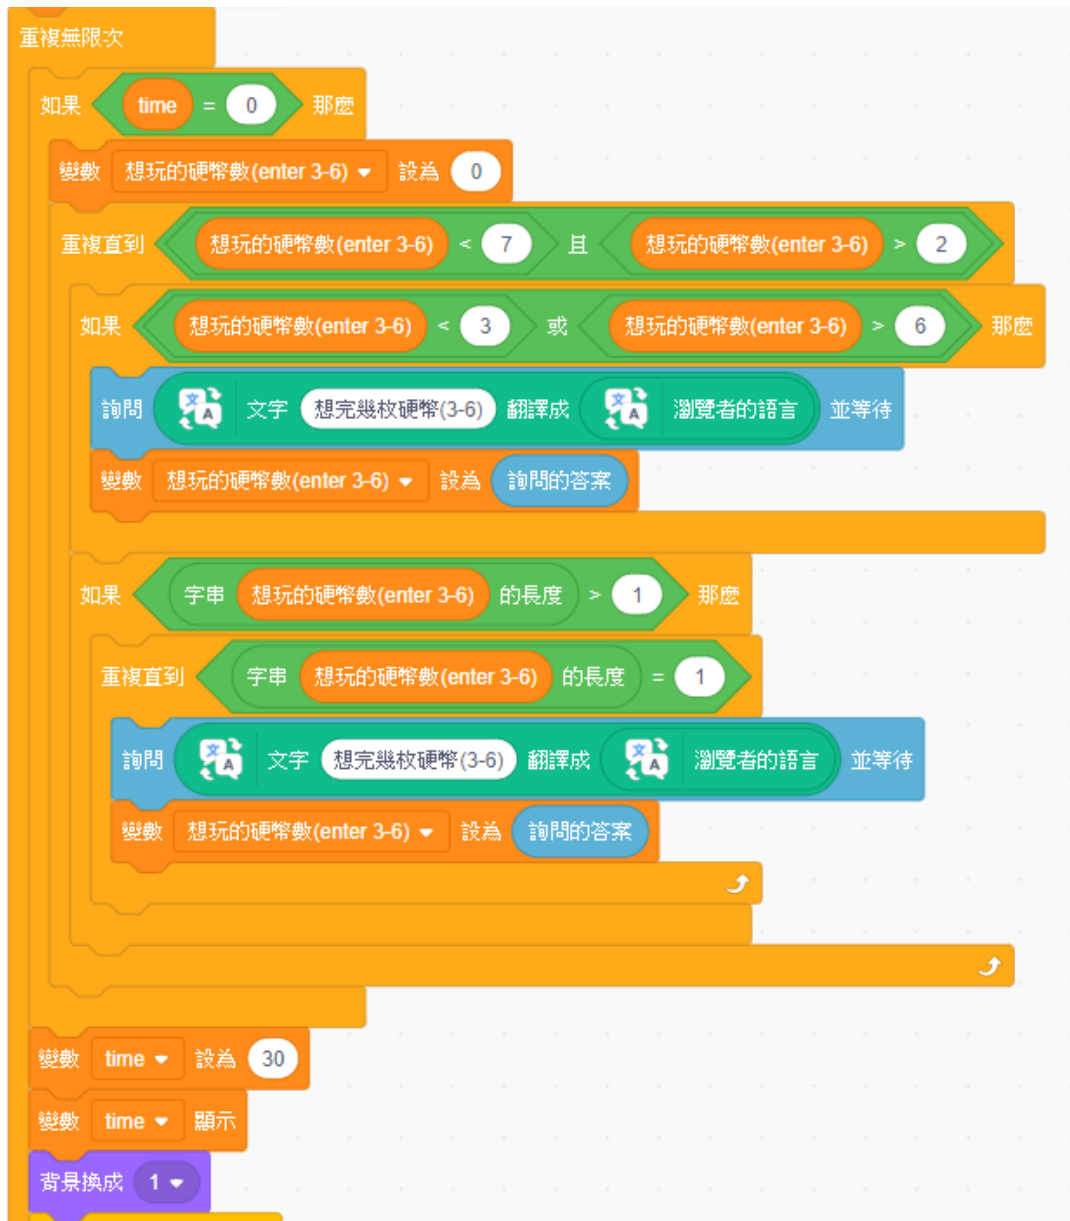 重複無限次
如果 time = 0 那麼
變數 想玩的硬幣數(enter 3-6) 設為 0
重複直到 想玩的硬幣數(enter 3-6) < 7 且 想玩的硬幣數(enter 3-6) > 2
如果 想玩的硬幣數(enter 3-6) < 3 或 想玩的硬幣數(enter 3-6) > 6 那麼
詢問 文字 想完幾枚硬幣(3-6) 翻譯成 瀏覽者的語言 並等待
變數 想玩的硬幣數(enter 3-6) 設為 詢問的答案
如果 字串 想玩的硬幣數(enter 3-6) 的長度 > 1 那麼
重複直到 字串 想玩的硬幣數(enter 3-6) 的長度 = 1
詢問 文字 想完幾枚硬幣(3-6) 翻譯成 瀏覽者的語言 並等待
變數 想玩的硬幣數(enter 3-6) 設為 詢問的答案
變數 time 設為 30
變數 time 顯示
背景換成 1